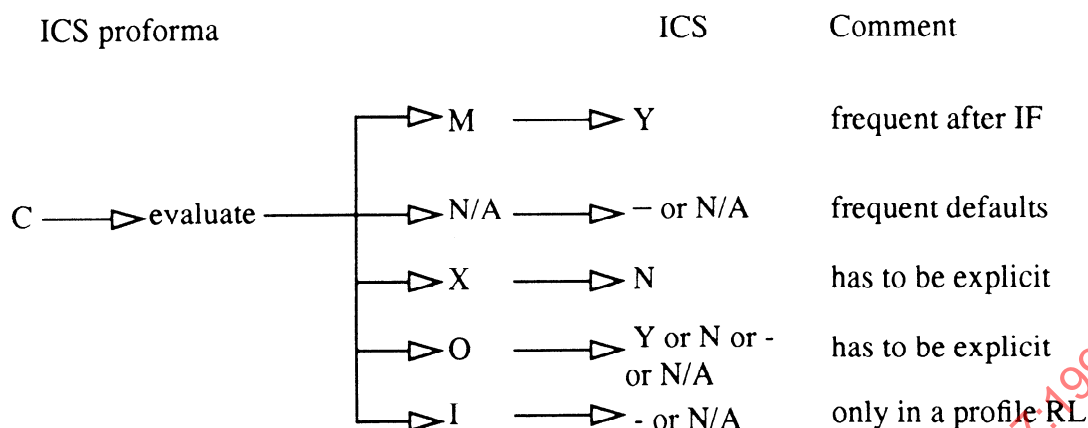 ICS proforma ICS Comment
M Y frequent after IF
C evaluate N/A – or N/A frequent defaults
X N has to be explicit
O Y or N or - has to be explicit
or N/A
I - or N/A only in a profile RL